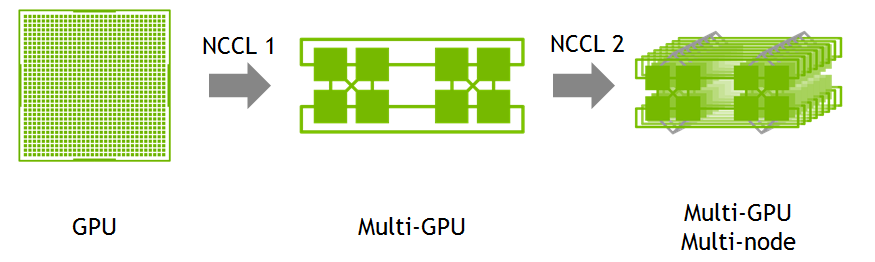 NCCL 1
NCCL 2
GPU
Multi-GPU
Multi-GPU
Multi-node